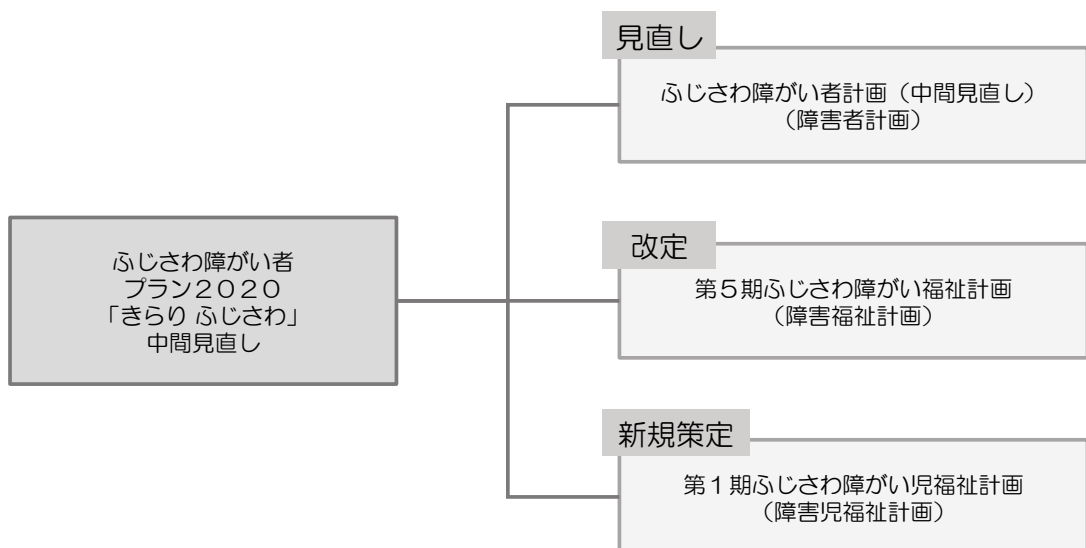 見直し
ふじさわ障がい者計画（中間見直し）
（障害者計画）
ふじさわ障がい者
プラン２０２０
「きらり ふじさわ」
中間見直し
改定
第５期ふじさわ障がい福祉計画
（障害福祉計画）
新規策定
第１期ふじさわ障がい児福祉計画
（障害児福祉計画）